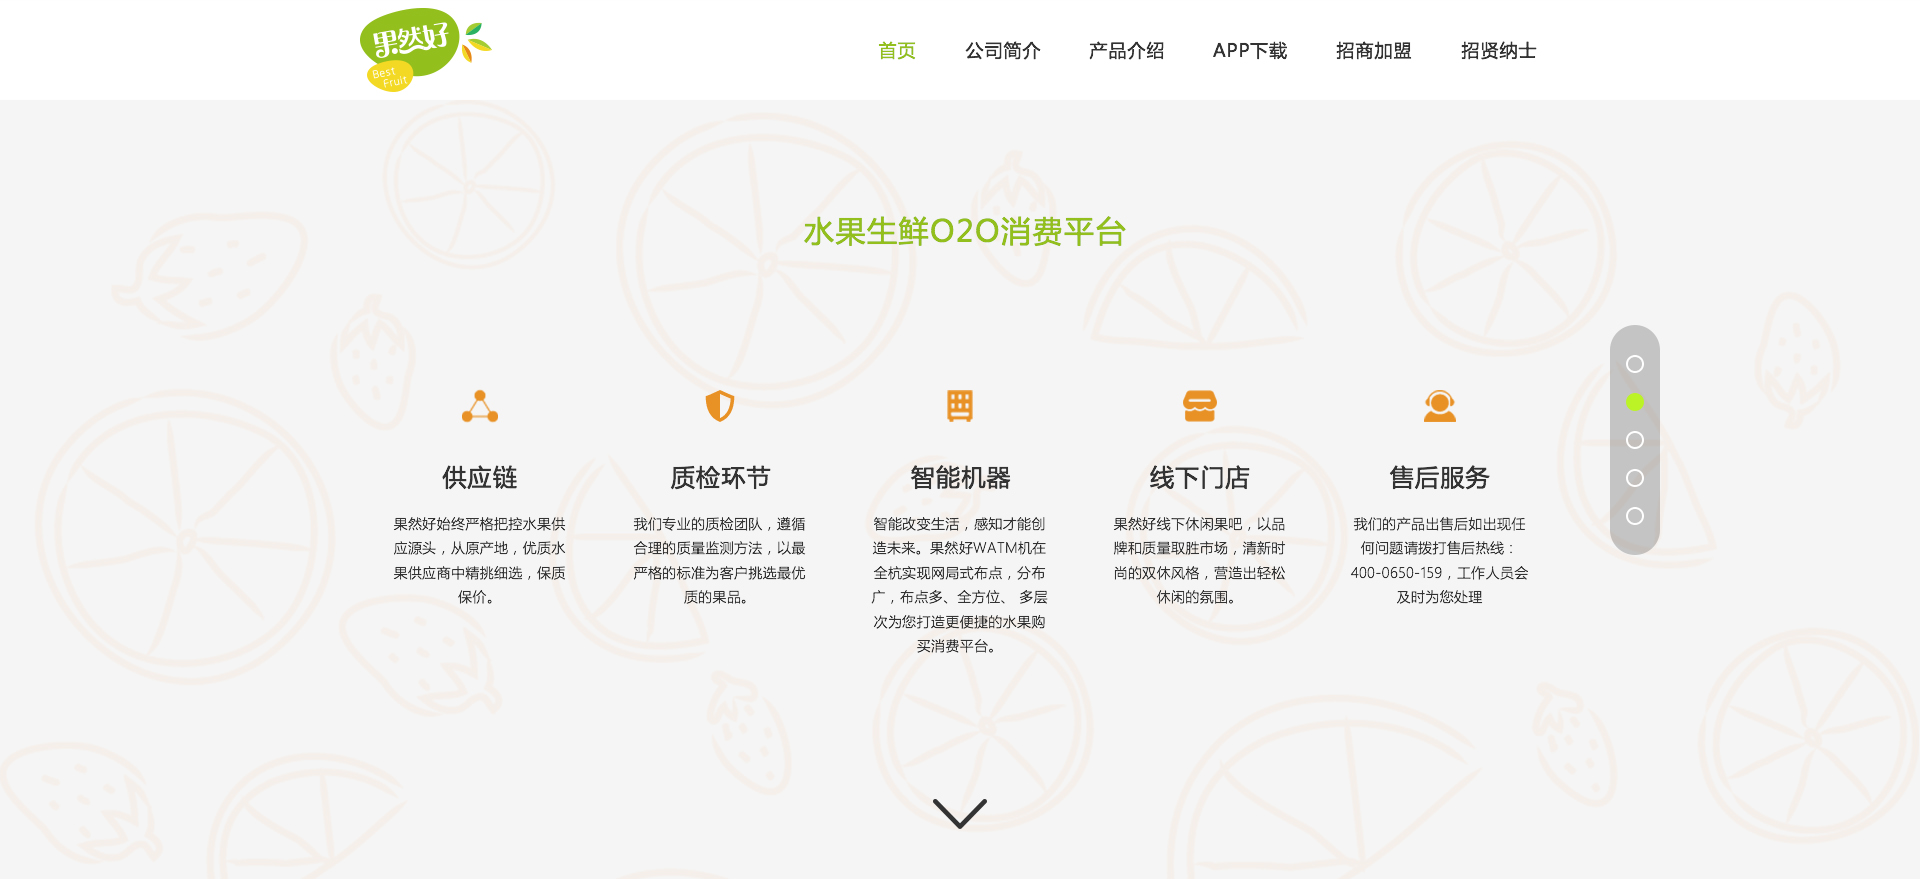 果然好
Best
Fruit
首页 公司简介 产品介绍 APP下载 招商加盟 招贤纳士
水果生鲜O2O消费平台
供应链
果然好始终严格把控水果供
应源头，从原产地，优质水
果供应商中精挑细选，保质
保价。
质检环节
我们专业的质检团队，遵循
合理的质量监测方法，以最
严格的标准为客户挑选最优
质的果品。
智能机器
智能改变生活，感知才能创
造未来。果然好WATM机在
全杭实现网局式布点，分布
广，布点多、全方位、 多层
次为您打造更便捷的水果购
买消费平台。
线下门店
果然好线下休闲果吧，以品
牌和质量取胜市场，清新时
尚的双休风格，营造出轻松
休闲的氛围。
售后服务
我们的产品出售后如出现任
何问题请拨打售后热线：
400-0650-159，工作人员会
及时为您处理